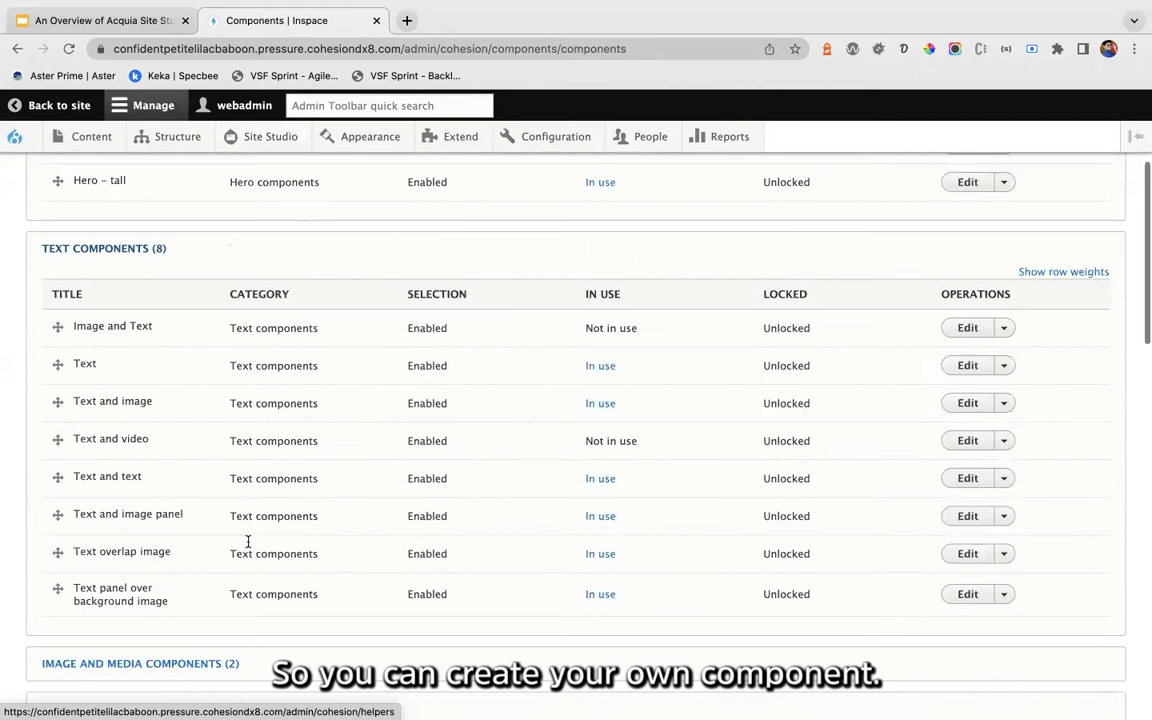 An Overview of Acquia Site Stu
Components | Inspace
confidentpetitelilacbaboon.pressure.cohesiondx8.com/admin/cohesion/components/components
Aster Prime | Aster
Keka | Specbee
VSF Sprint - Agile...
VSF Sprint - Backl...
Back to site
Manage
webadmin
Admin Toolbar quick search
Content
Structure
Site Studio
Appearance
Extend
Configuration
People
Reports
Hero – tall Hero components Enabled In use Unlocked Edit
TEXT COMPONENTS (8)
Show row weights
TITLE CATEGORY SELECTION IN USE LOCKED OPERATIONS
Image and Text Text components Enabled Not in use Unlocked Edit
Text Text components Enabled In use Unlocked Edit
Text and image Text components Enabled In use Unlocked Edit
Text and video Text components Enabled Not in use Unlocked Edit
Text and text Text components Enabled In use Unlocked Edit
Text and image panel Text components Enabled In use Unlocked Edit
Text overlap image Text components Enabled In use Unlocked Edit
Text panel over
background image Text components Enabled In use Unlocked Edit
IMAGE AND MEDIA COMPONENTS (2)
So you can create your own component.
https://confidentpetitelilacbaboon.pressure.cohesiondx8.com/admin/cohesion/helpers